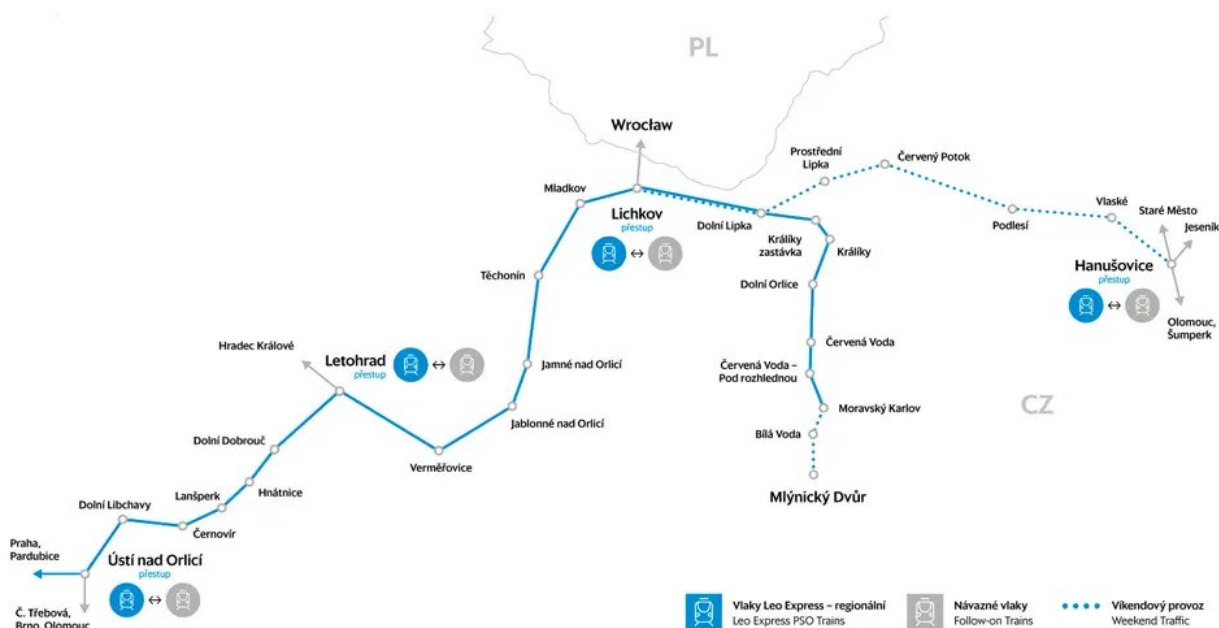 PL
Wrocław
Prostřední
Lipka
Červený Potok
Mladkov
Lichkov
přestup
Dolní Lipka
Králíky
zastávka
Králíky
Podlesí
Vlaské
Staré Město
Jeseník
Hanušovice
přestup
Olomouc,
Šumperk
Těchonín
Dolní Orlice
Hradec Králové
Letohrad
přestup
Jamné nad Orlicí
Červená Voda
Červená Voda –
Pod rozhlednou
CZ
Jablonné nad Orlicí
Moravský Karlov
Dolní Dobrouč
Verměřovice
Bílá Voda
Hnátnice
Lanšperk
Mlýnický Dvůr
Dolní Libchavy
Černovír
Praha,
Pardubice
Ústí nad Orlicí
přestup
Č. Třebová,
Brno, Olomouc
Vlaky Leo Express – regionální
Leo Express PSO Trains
Návazné vlaky
Follow-on Trains
Víkendový provoz
Weekend Traffic